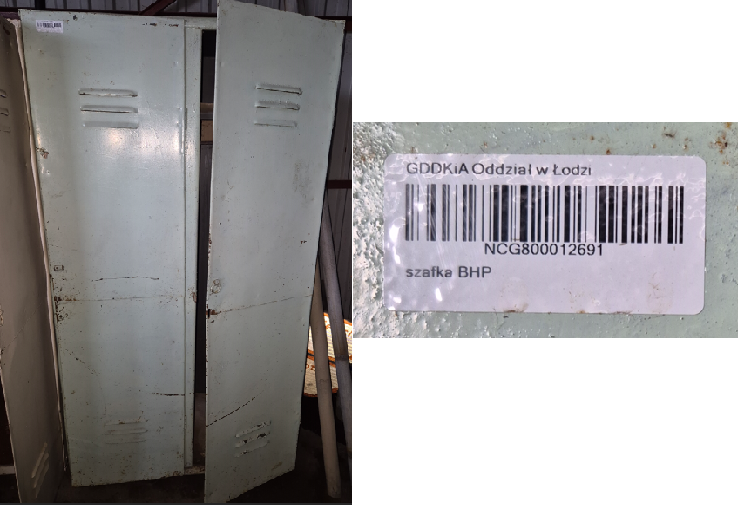 GDDKiA Oddział w Łodzi
NCG800012691
szafka BHP